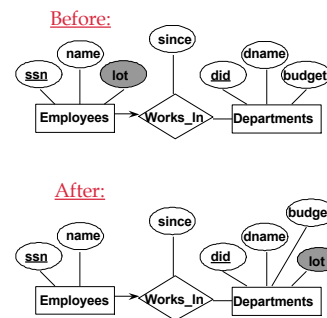 Before:
since
name dname
ssn lot did budget
Employees Works_In Departments
After:
budget
since
name dname
ssn did lot
Employees Works_In Departments